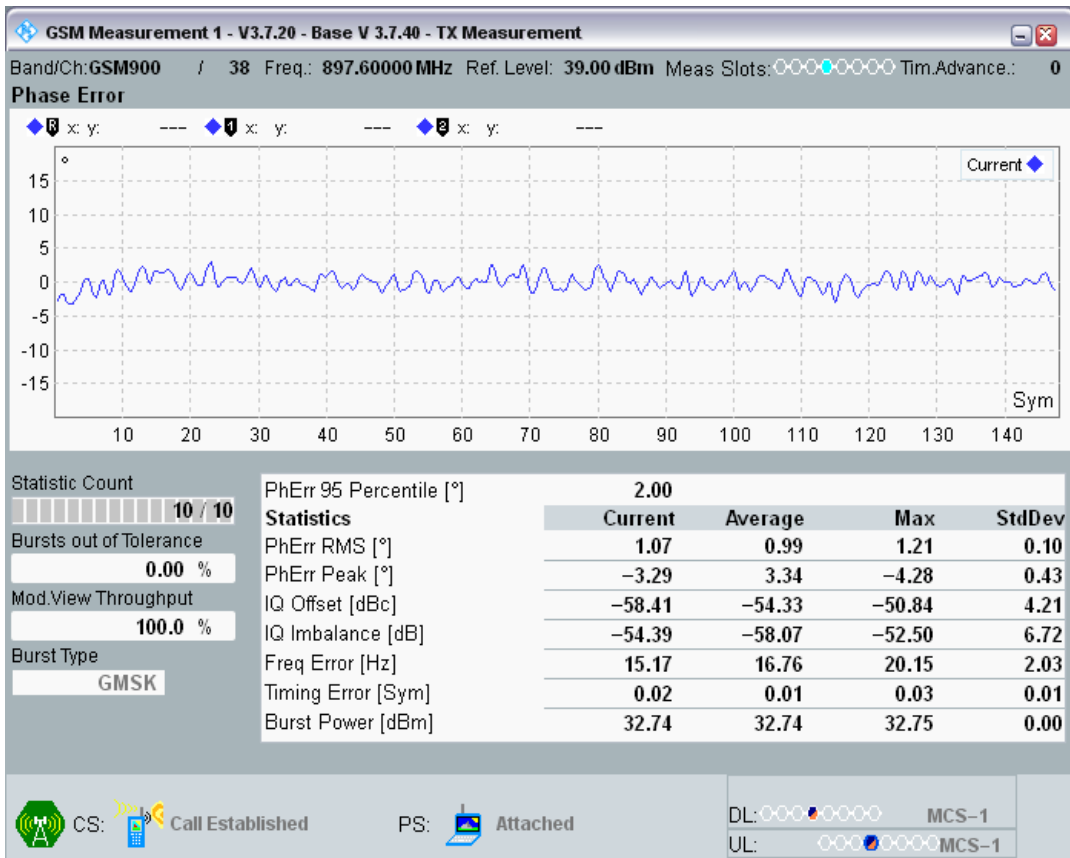 GSM Measurement 1 - V3.7.20 - Base V 3.7.40 - TX Measurement
Band/Ch:GSM900 / 38 Freq.: 897.60000 MHz Ref. Level: 39.00 dBm Meas Slots: Tim.Advance.: 0
Phase Error
R x: y: --- 1 x: y: --- 2 x: y: ---
° Current
15
10
5
0
-5
-10
-15
Sym
10 20 30 40 50 60 70 80 90 100 110 120 130 140
Statistic Count
10 / 10
Bursts out of Tolerance
0.00 %
Mod.View Throughput
100.0 %
Burst Type
GMSK
PhErr 95 Percentile [°] 2.00
Statistics Current Average Max StdDev
PhErr RMS [°] 1.07 0.99 1.21 0.10
PhErr Peak [°] −3.29 3.34 −4.28 0.43
IQ Offset [dBc] −58.41 −54.33 −50.84 4.21
IQ Imbalance [dB] −54.39 −58.07 −52.50 6.72
Freq Error [Hz] 15.17 16.76 20.15 2.03
Timing Error [Sym] 0.02 0.01 0.03 0.01
Burst Power [dBm] 32.74 32.74 32.75 0.00
CS: Call Established PS: Attached
DL: MCS−1
UL: MCS−1